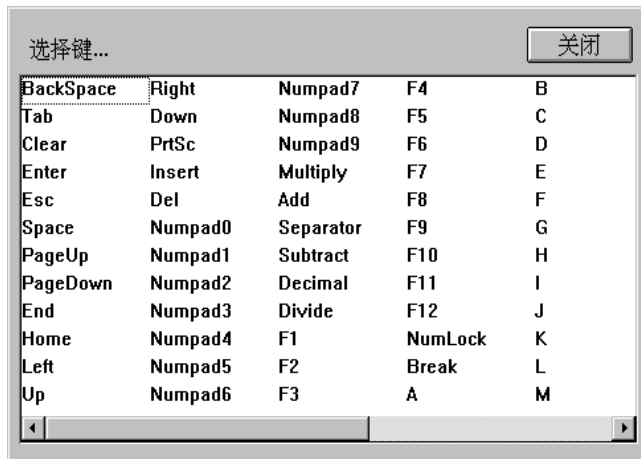 选择键...
关闭
BackSpace Right Numpad7 F4 B
Tab Down Numpad8 F5 C
Clear PrtSc Numpad9 F6 D
Enter Insert Multiply F7 E
Esc Del Add F8 F
Space Numpad0 Separator F9 G
PageUp Numpad1 Subtract F10 H
PageDown Numpad2 Decimal F11 I
End Numpad3 Divide F12 J
Home Numpad4 F1 NumLock K
Left Numpad5 F2 Break L
Up Numpad6 F3 A M